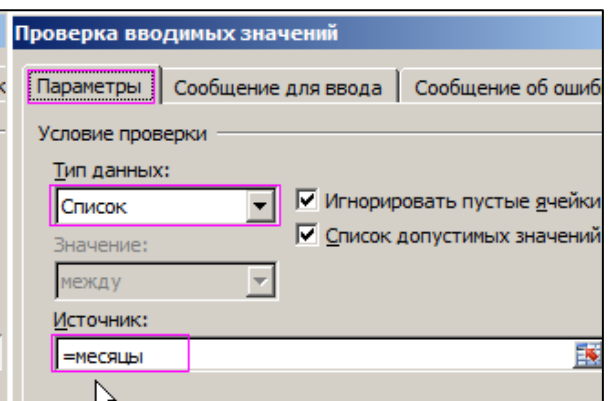 Проверка вводимых значений
Параметры Сообщение для ввода Сообщение об ошиб
Условие проверки
Тип данных:
Список Игнорировать пустые ячейки
Значение: Список допустимых значений
между
Источник:
=месяцы